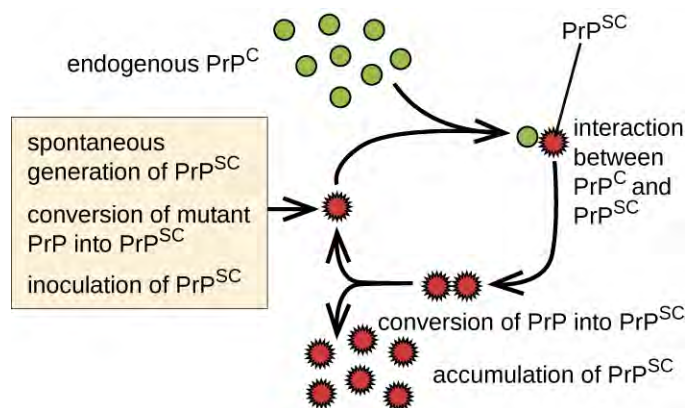 PrP^SC
endogenous PrP^C
spontaneous
generation of PrP^SC
conversion of mutant
PrP into PrP^SC
inoculation of PrP^SC
interaction
between
PrP^C and
PrP^SC
conversion of PrP into PrP^SC
accumulation of PrP^SC